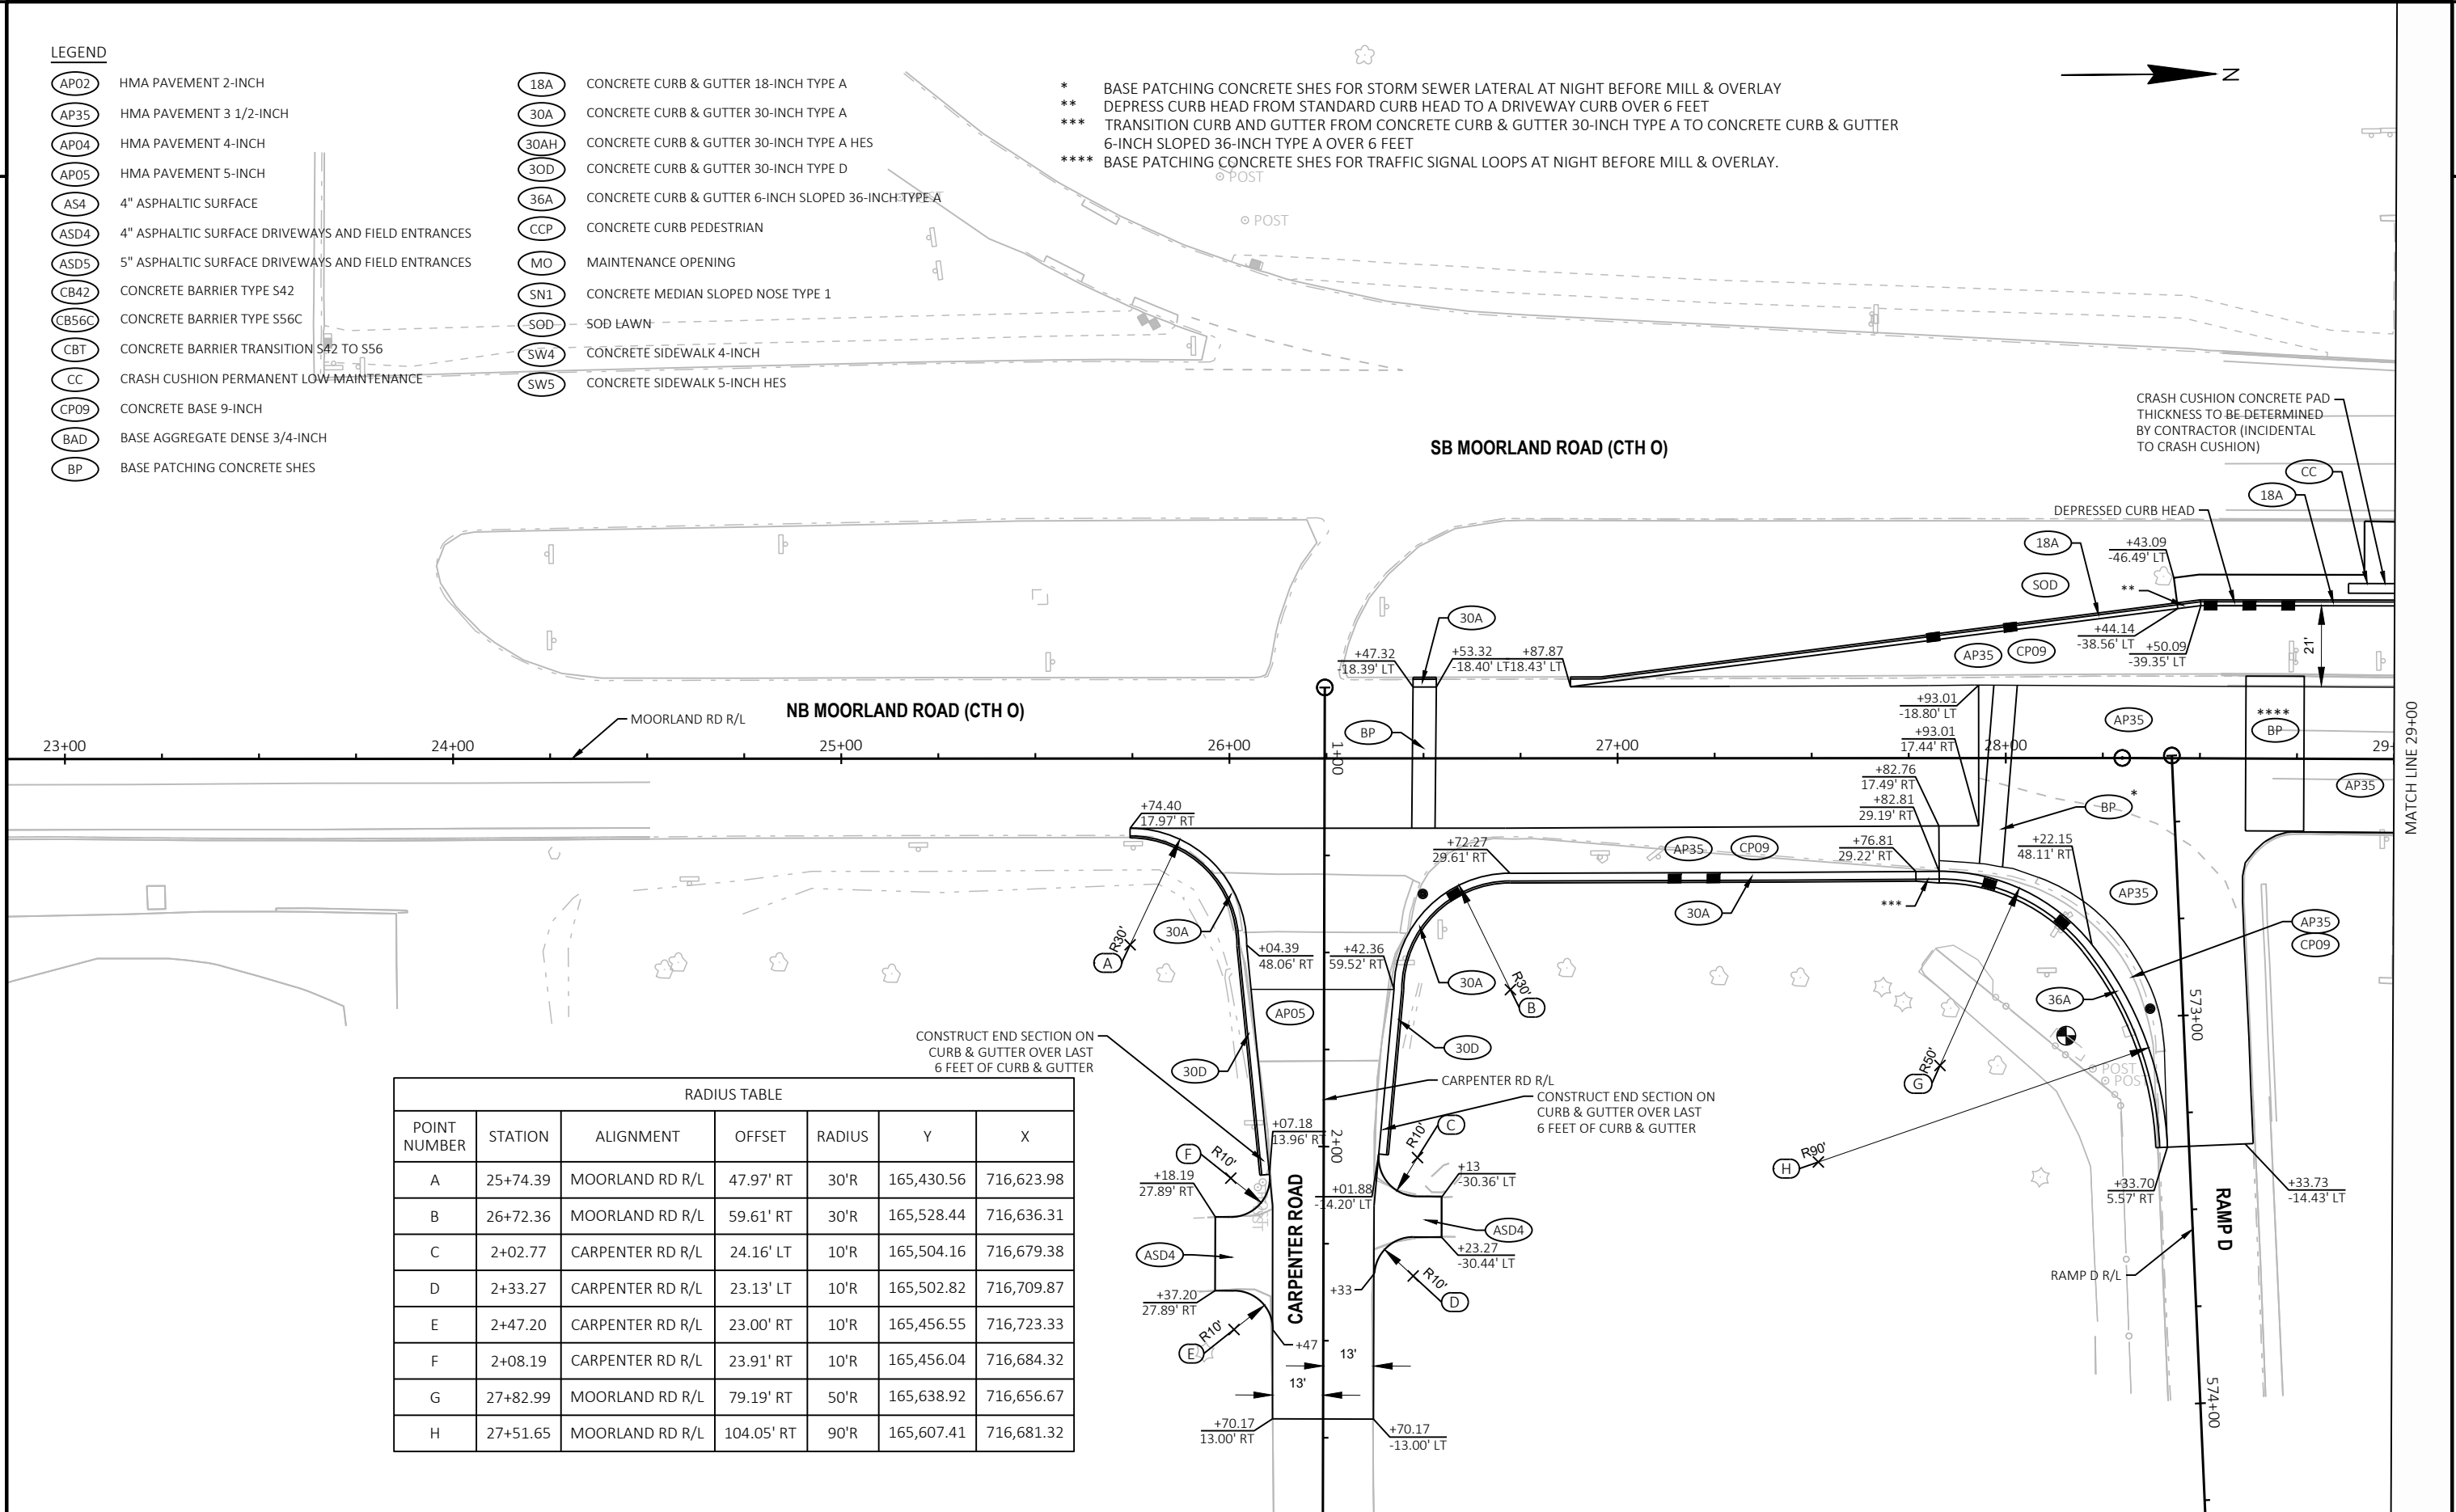 LEGEND
AP02 HMA PAVEMENT 2-INCH
AP35 HMA PAVEMENT 3 1/2-INCH
AP04 HMA PAVEMENT 4-INCH
AP05 HMA PAVEMENT 5-INCH
AS4 4" ASPHALTIC SURFACE
ASD4 4" ASPHALTIC SURFACE DRIVEWAYS AND FIELD ENTRANCES
ASD5 5" ASPHALTIC SURFACE DRIVEWAYS AND FIELD ENTRANCES
CB42 CONCRETE BARRIER TYPE S42
CB56C CONCRETE BARRIER TYPE S56C
CBT CONCRETE BARRIER TRANSITION S42 TO S56
CC CRASH CUSHION PERMANENT LOW MAINTENANCE
CP09 CONCRETE BASE 9-INCH
BAD BASE AGGREGATE DENSE 3/4-INCH
BP BASE PATCHING CONCRETE SHES
18A CONCRETE CURB & GUTTER 18-INCH TYPE A
30A CONCRETE CURB & GUTTER 30-INCH TYPE A
30AH CONCRETE CURB & GUTTER 30-INCH TYPE A HES
3OD CONCRETE CURB & GUTTER 30-INCH TYPE D
36A CONCRETE CURB & GUTTER 6-INCH SLOPED 36-INCH TYPE A
CCP CONCRETE CURB PEDESTRIAN
MO MAINTENANCE OPENING
SN1 CONCRETE MEDIAN SLOPED NOSE TYPE 1
SOD SOD LAWN
SW4 CONCRETE SIDEWALK 4-INCH
SW5 CONCRETE SIDEWALK 5-INCH HES
* BASE PATCHING CONCRETE SHES FOR STORM SEWER LATERAL AT NIGHT BEFORE MILL & OVERLAY
** DEPRESS CURB HEAD FROM STANDARD CURB HEAD TO A DRIVEWAY CURB OVER 6 FEET
*** TRANSITION CURB AND GUTTER FROM CONCRETE CURB & GUTTER 30-INCH TYPE A TO CONCRETE CURB & GUTTER
6-INCH SLOPED 36-INCH TYPE A OVER 6 FEET
**** BASE PATCHING CONCRETE SHES FOR TRAFFIC SIGNAL LOOPS AT NIGHT BEFORE MILL & OVERLAY.
N
POST
POST
CRASH CUSHION CONCRETE PAD
THICKNESS TO BE DETERMINED
BY CONTRACTOR (INCIDENTAL
TO CRASH CUSHION)
SB MOORLAND ROAD (CTH O)
CC
18A
DEPRESSED CURB HEAD
18A
+43.09
-46.49' LT
SOD
**
30A
+44.14
-38.56' LT
+50.09
-39.35' LT
21'
AP35
CP09
+47.32
-18.39' LT
+53.32
-18.40' LT
+87.87
-18.43' LT
+93.01
-18.80' LT
+93.01
17.44' RT
AP35
****
BP
NB MOORLAND ROAD (CTH O)
MOORLAND RD R/L
BP
23+00
24+00
25+00
26+00
1+00
27+00
28+00
29+
MATCH LINE 29+00
AP35
+82.76
17.49' RT
+82.81
29.19' RT
BP
*
+74.40
17.97' RT
+72.27
29.61' RT
AP35
CP09
+76.81
29.22' RT
+22.15
48.11' RT
AP35
***
30A
30A
R30'
A
+04.39
48.06' RT
+42.36
59.52' RT
30A
R30'
B
AP35
CP09
36A
573+00
AP05
CONSTRUCT END SECTION ON
CURB & GUTTER OVER LAST
6 FEET OF CURB & GUTTER
30D
30D
R50'
G
POST
POST
CARPENTER RD R/L
CONSTRUCT END SECTION ON
CURB & GUTTER OVER LAST
6 FEET OF CURB & GUTTER
+07.18
13.96' RT
2+00
C
R10'
F
R10'
+18.19
27.89' RT
+01.88
-14.20' LT
+13
-30.36' LT
H
R90'
+33.70
5.57' RT
+33.73
-14.43' LT
RAMP D
CARPENTER ROAD
ASD4
ASD4
+23.27
-30.44' LT
R10'
D
+33
RAMP D R/L
+37.20
27.89' RT
R10'
E
+47
13'
13'
+70.17
13.00' RT
+70.17
-13.00' LT
574+00
RADIUS TABLE
POINT NUMBER STATION ALIGNMENT OFFSET RADIUS Y X
A 25+74.39 MOORLAND RD R/L 47.97' RT 30'R 165,430.56 716,623.98
B 26+72.36 MOORLAND RD R/L 59.61' RT 30'R 165,528.44 716,636.31
C 2+02.77 CARPENTER RD R/L 24.16' LT 10'R 165,504.16 716,679.38
D 2+33.27 CARPENTER RD R/L 23.13' LT 10'R 165,502.82 716,709.87
E 2+47.20 CARPENTER RD R/L 23.00' RT 10'R 165,456.55 716,723.33
F 2+08.19 CARPENTER RD R/L 23.91' RT 10'R 165,456.04 716,684.32
G 27+82.99 MOORLAND RD R/L 79.19' RT 50'R 165,638.92 716,656.67
H 27+51.65 MOORLAND RD R/L 104.05' RT 90'R 165,607.41 716,681.32